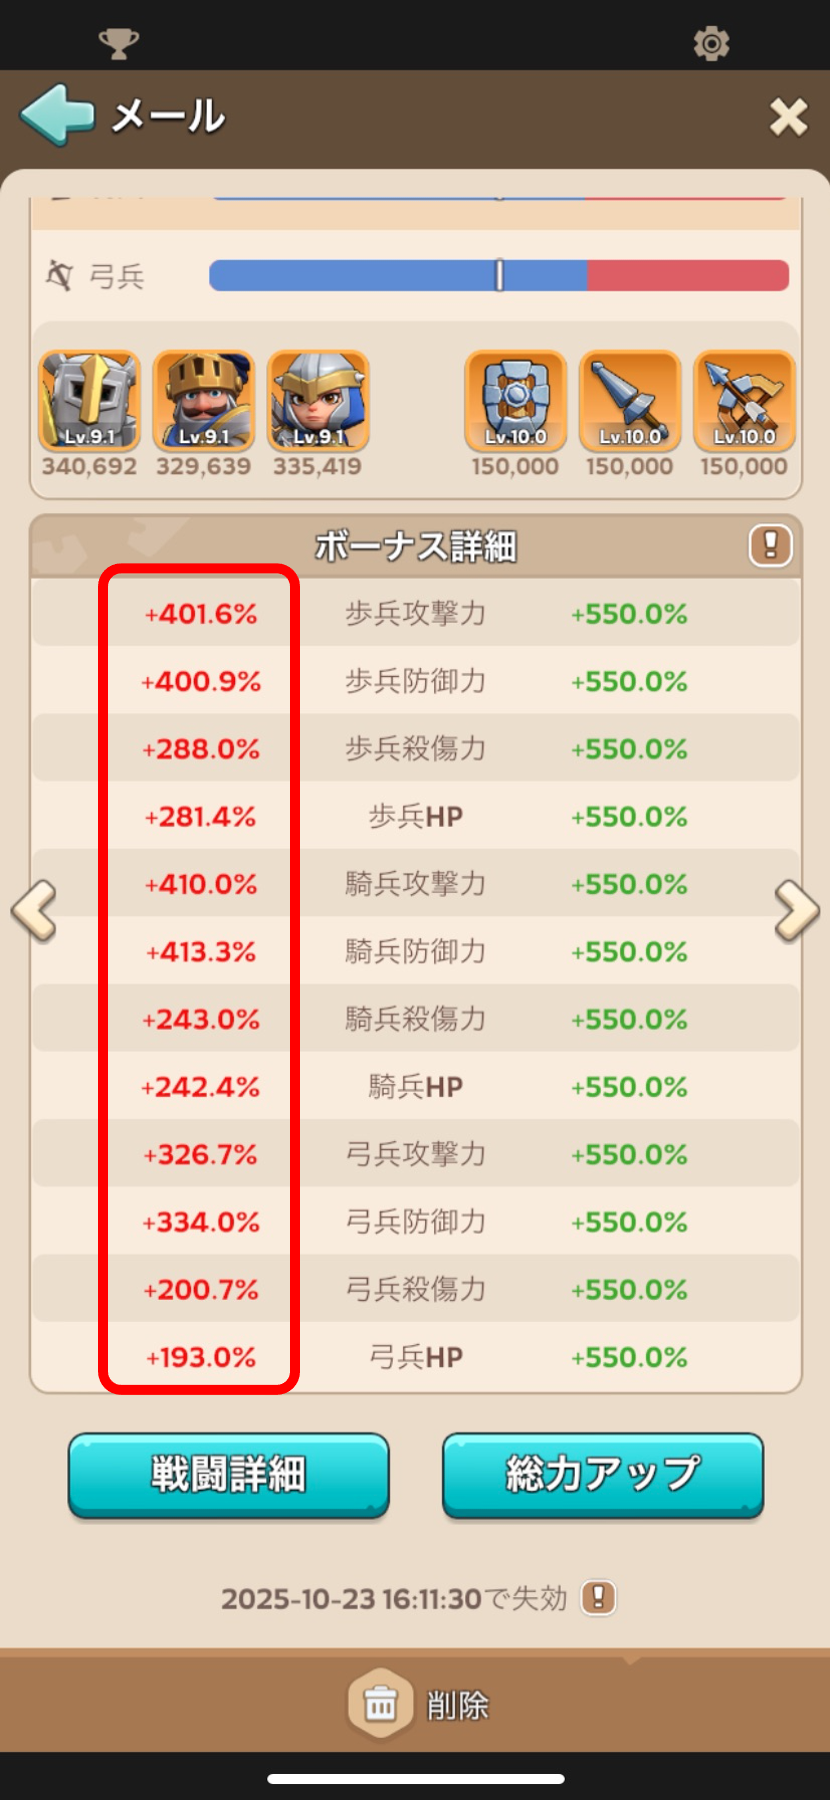 メール
弓兵
Lv.9.1 Lv.9.1 Lv.9.1 Lv.10.0 Lv.10.0 Lv.10.0
340,692 329,639 335,419 150,000 150,000 150,000
ボーナス詳細
+401.6% 歩兵攻撃力 +550.0%
+400.9% 歩兵防御力 +550.0%
+288.0% 歩兵殺傷力 +550.0%
+281.4% 歩兵HP +550.0%
+410.0% 騎兵攻撃力 +550.0%
+413.3% 騎兵防御力 +550.0%
+243.0% 騎兵殺傷力 +550.0%
+242.4% 騎兵HP +550.0%
+326.7% 弓兵攻撃力 +550.0%
+334.0% 弓兵防御力 +550.0%
+200.7% 弓兵殺傷力 +550.0%
+193.0% 弓兵HP +550.0%
戦闘詳細 総力アップ
2025-10-23 16:11:30で失効
削除